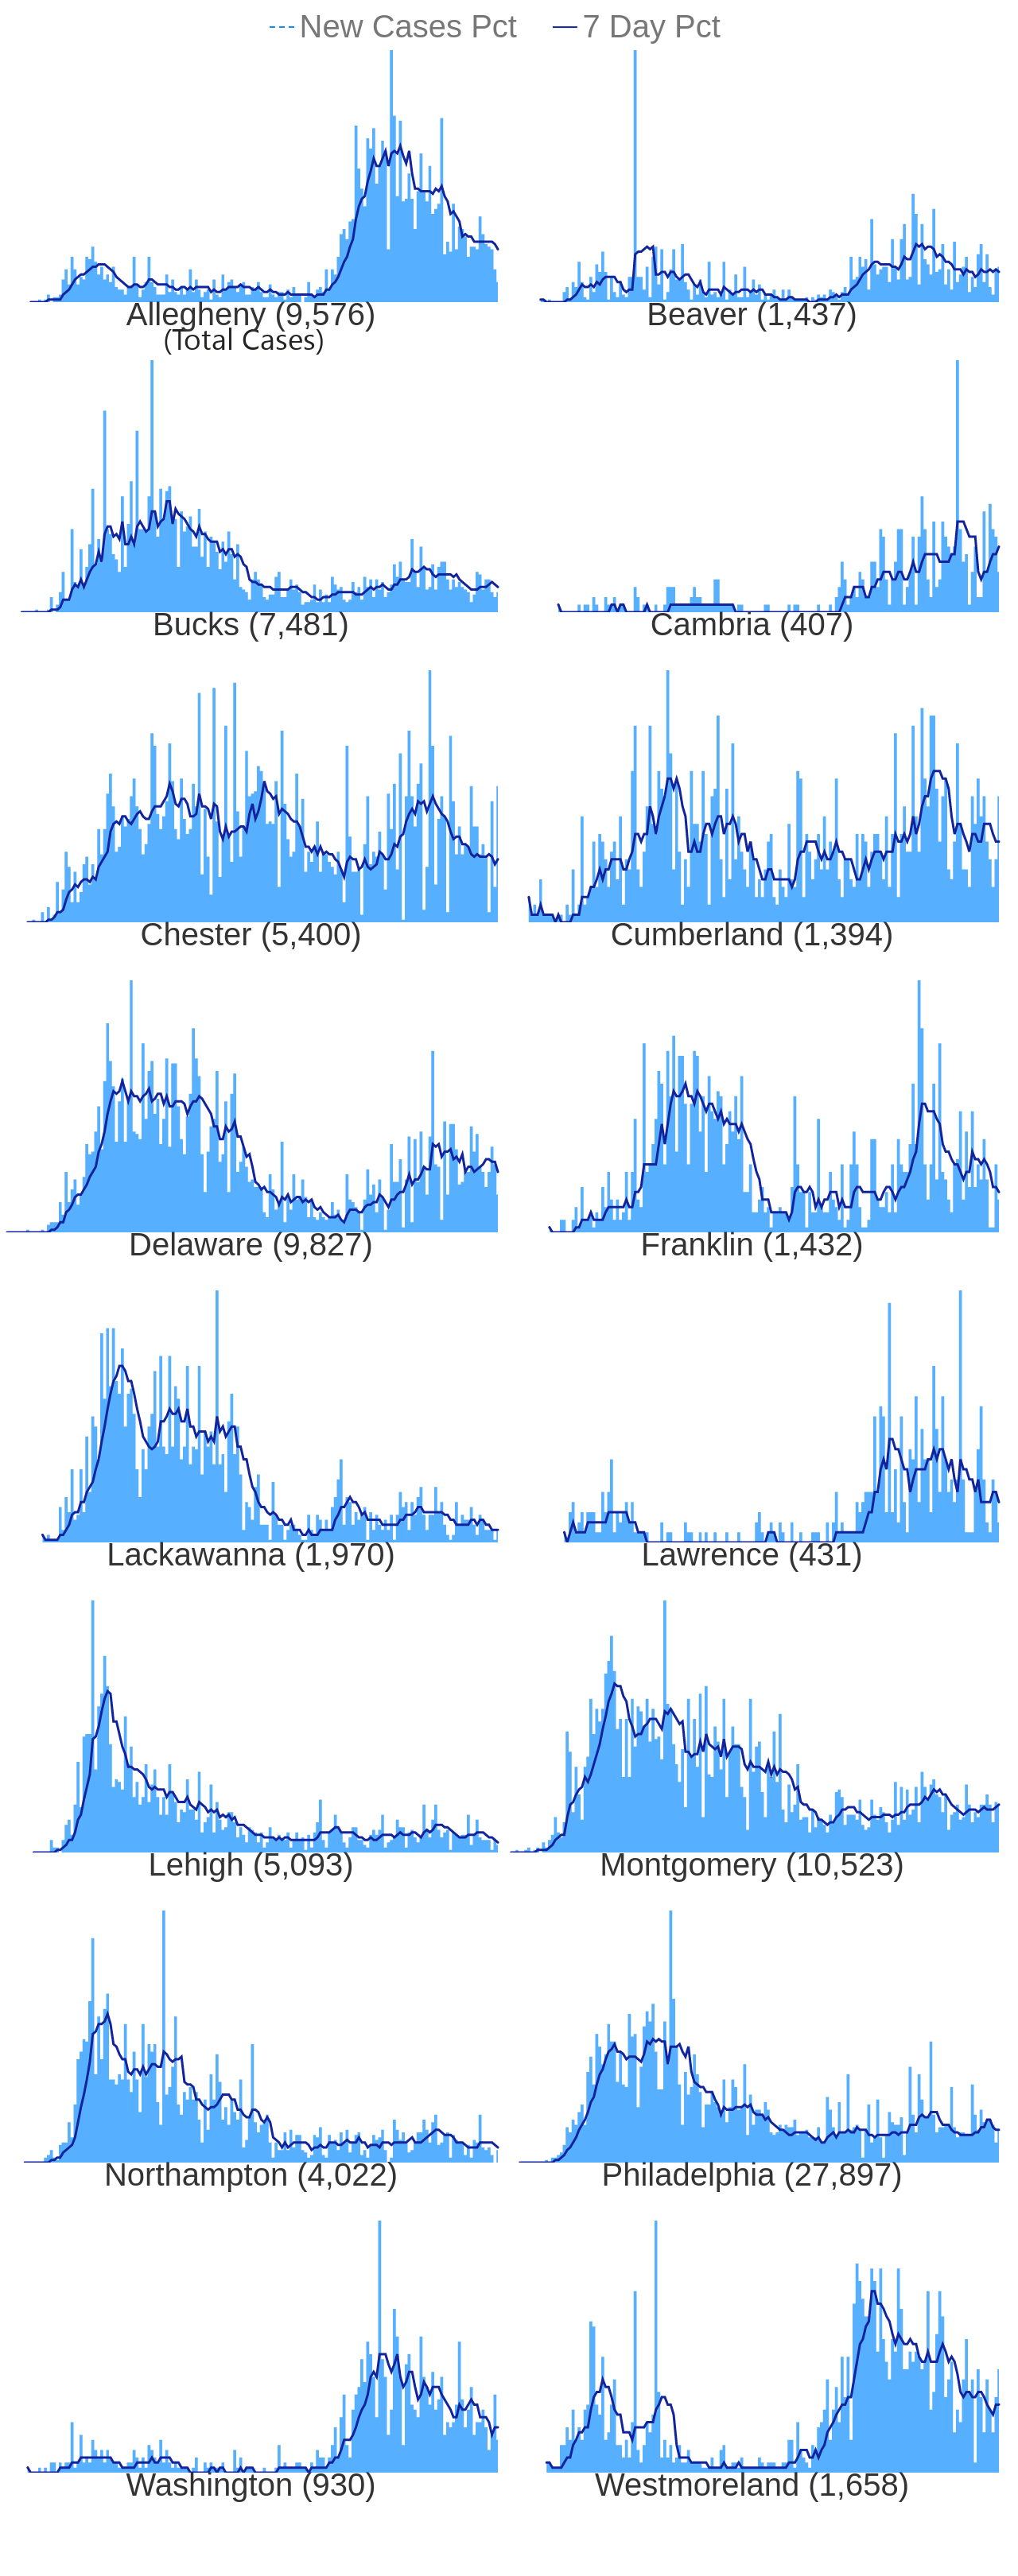 New Cases Pct 7 Day Pct
Allegheny (9,576) Beaver (1,437)
(Total Cases)
Bucks (7,481) Cambria (407)
Chester (5,400) Cumberland (1,394)
Delaware (9,827) Franklin (1,432)
Lackawanna (1,970) Lawrence (431)
Lehigh (5,093) Montgomery (10,523)
Northampton (4,022) Philadelphia (27,897)
Washington (930) Westmoreland (1,658)